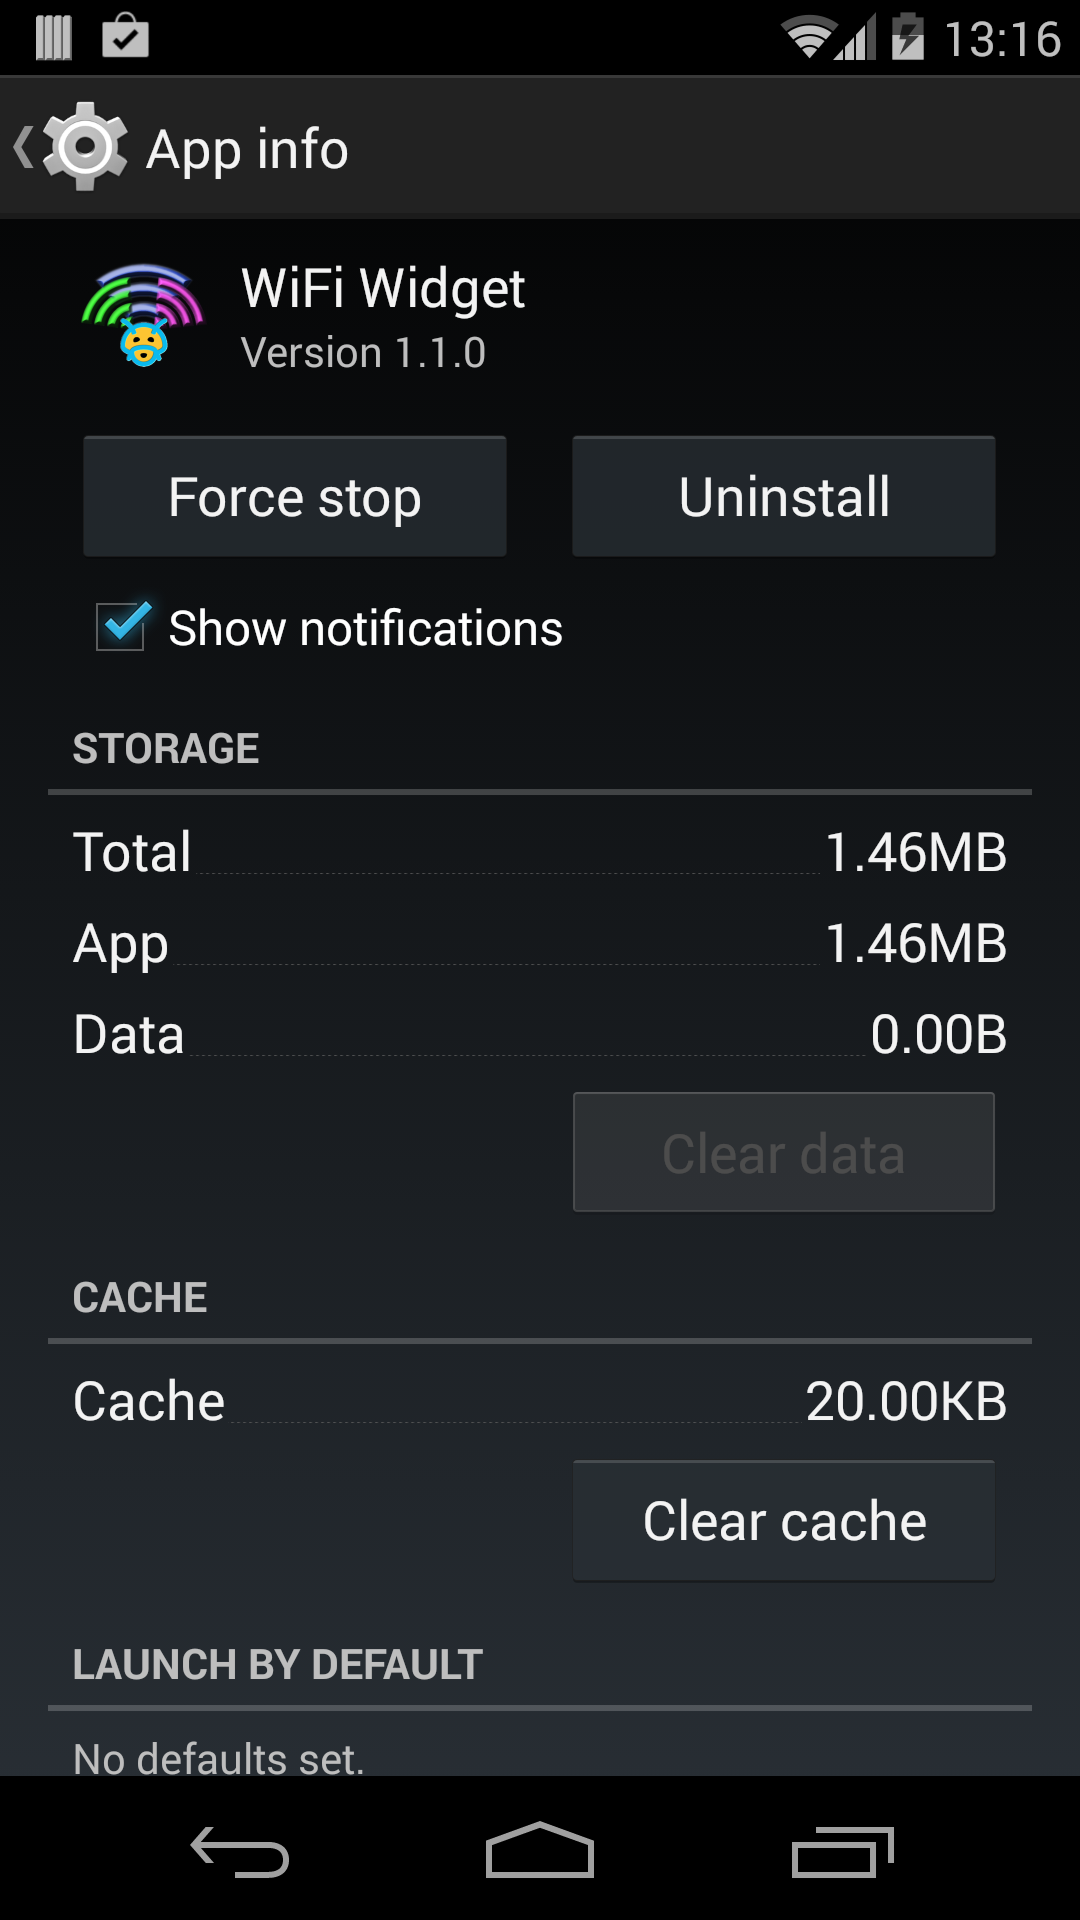 13:16
App info
WiFi Widget
Version 1.1.0
Force stop
Uninstall
Show notifications
STORAGE
Total 1.46MB
App 1.46MB
Data 0.00B
Clear data
CACHE
Cache 20.00KB
Clear cache
LAUNCH BY DEFAULT
No defaults set.